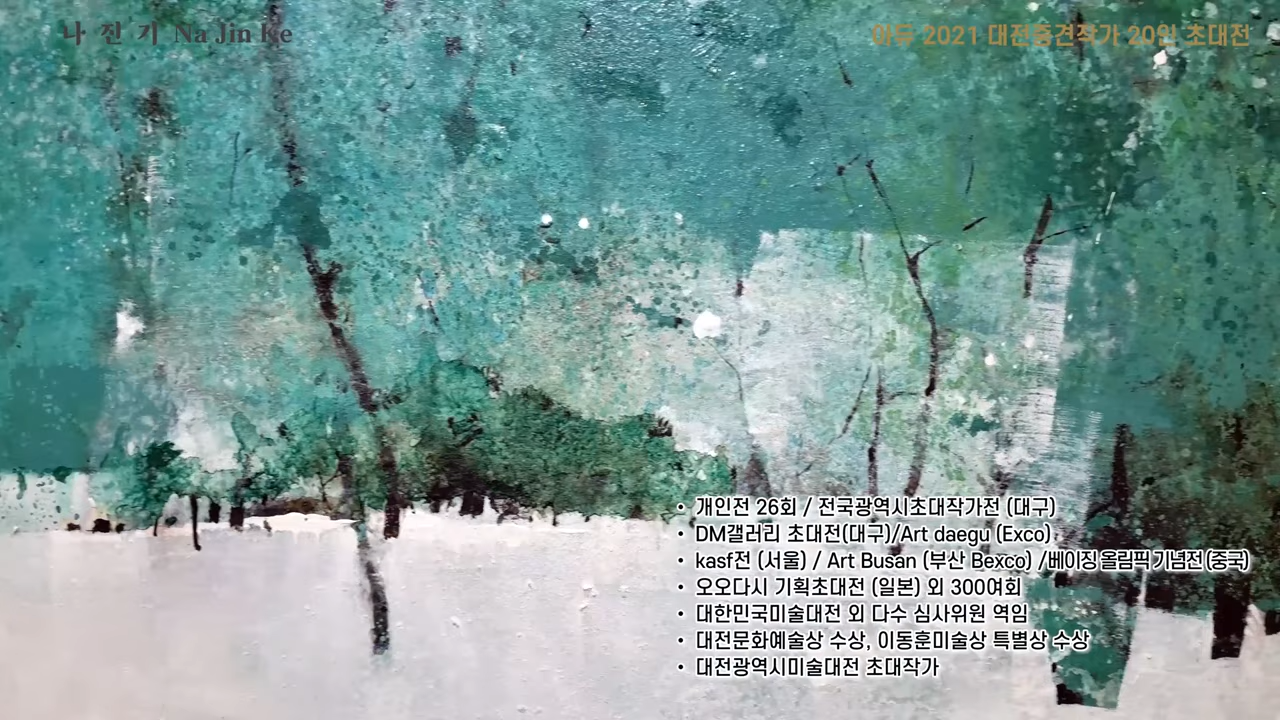 나 진 기 Na Jin Ke
아듀 2021 대전중견작가 20인 초대전
• 개인전 26회 / 전국광역시초대작가전 (대구)
• DM갤러리 초대전(대구)/Art daegu (Exco)
• kasf전 (서울) / Art Busan (부산 Bexco) /베이징 올림픽 기념전 (중국)
• 오오다시 기획초대전 (일본) 외 300여회
• 대한민국미술대전 외 다수 심사위원 역임
• 대전문화예술상 수상, 이동훈미술상 특별상 수상
• 대전광역시미술대전 초대작가